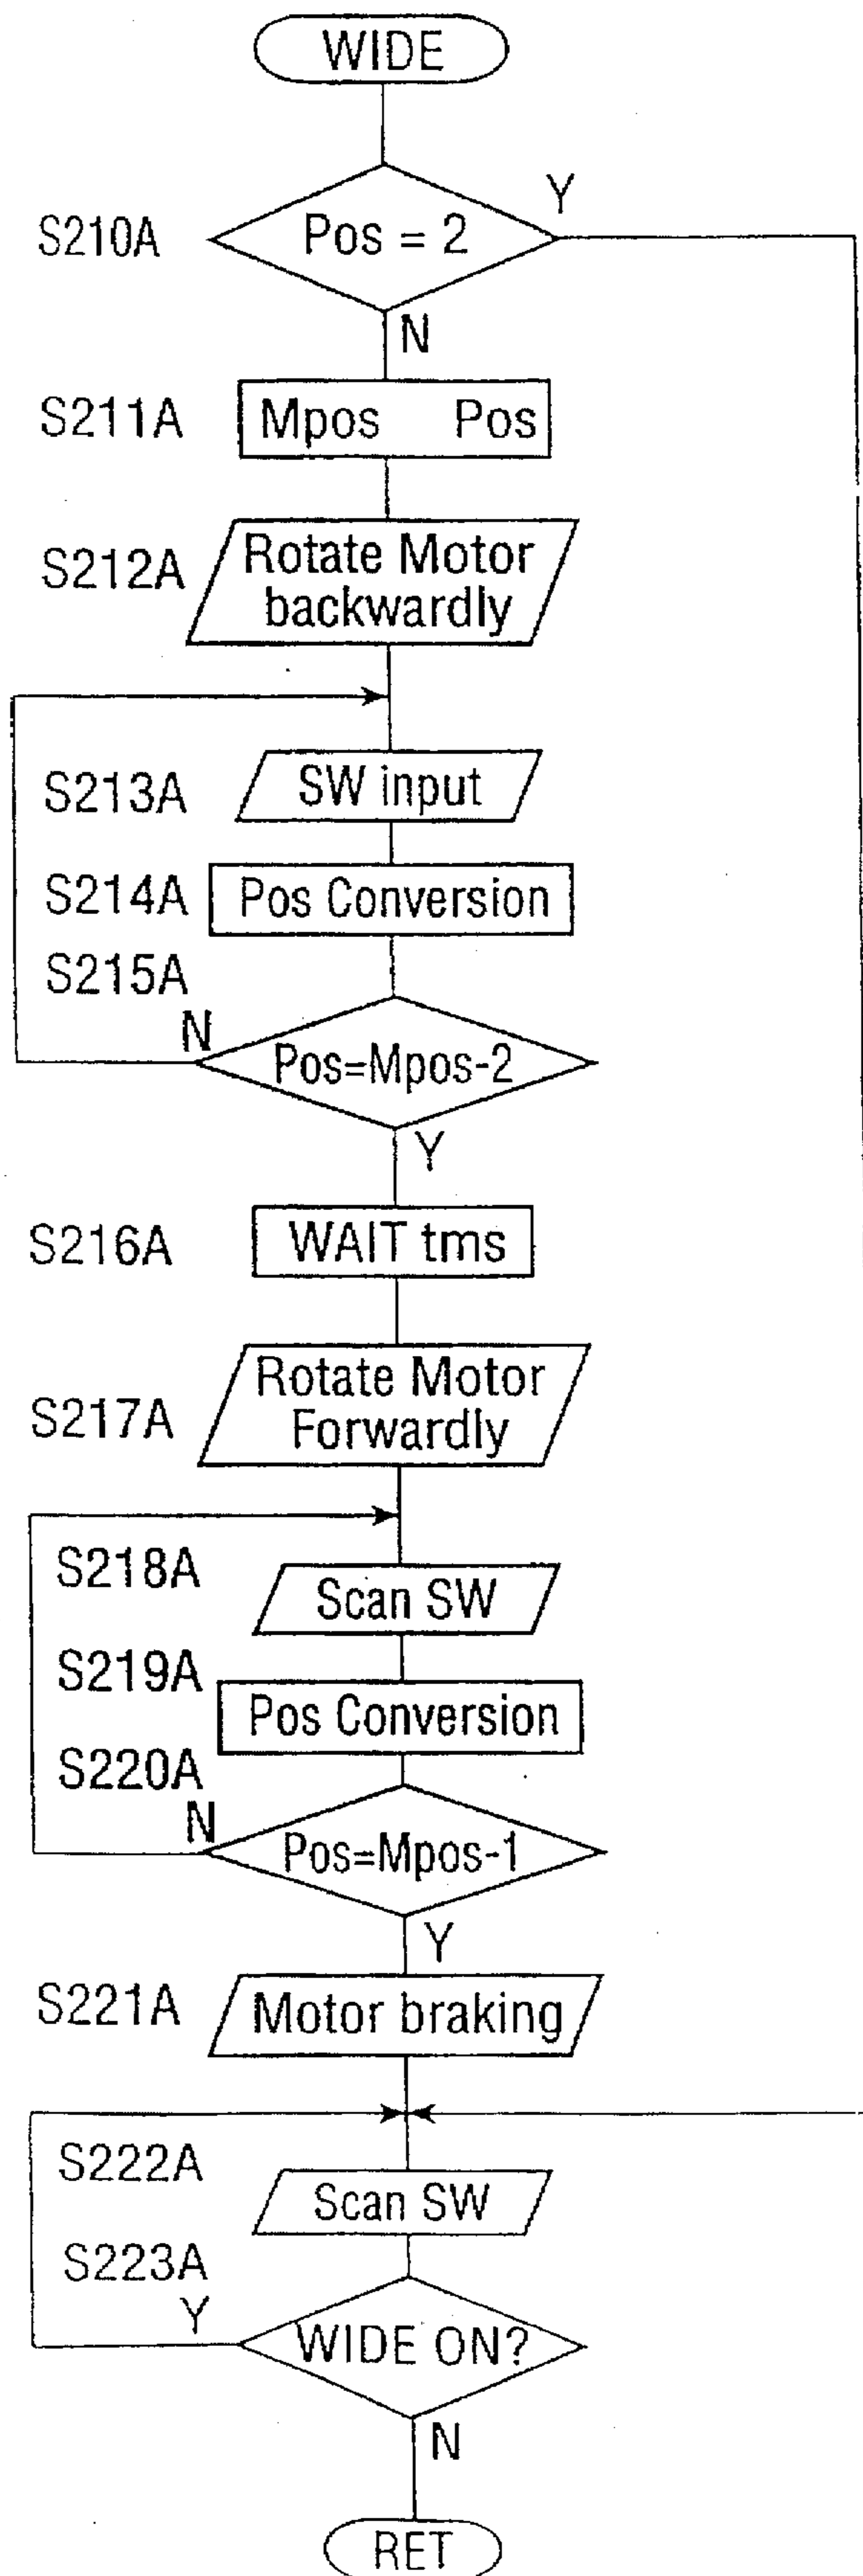 WIDE
Y
S210A Pos = 2
N
S211A Mpos Pos
S212A Rotate Motor
backwardly
S213A SW input
S214A Pos Conversion
S215A
N
Pos=Mpos-2
Y
S216A WAIT tms
S217A Rotate Motor
Forwardly
S218A
Scan SW
S219A
Pos Conversion
S220A
N
Pos=Mpos-1
Y
S221A Motor braking
S222A
Scan SW
S223A
Y
WIDE ON?
N
RET